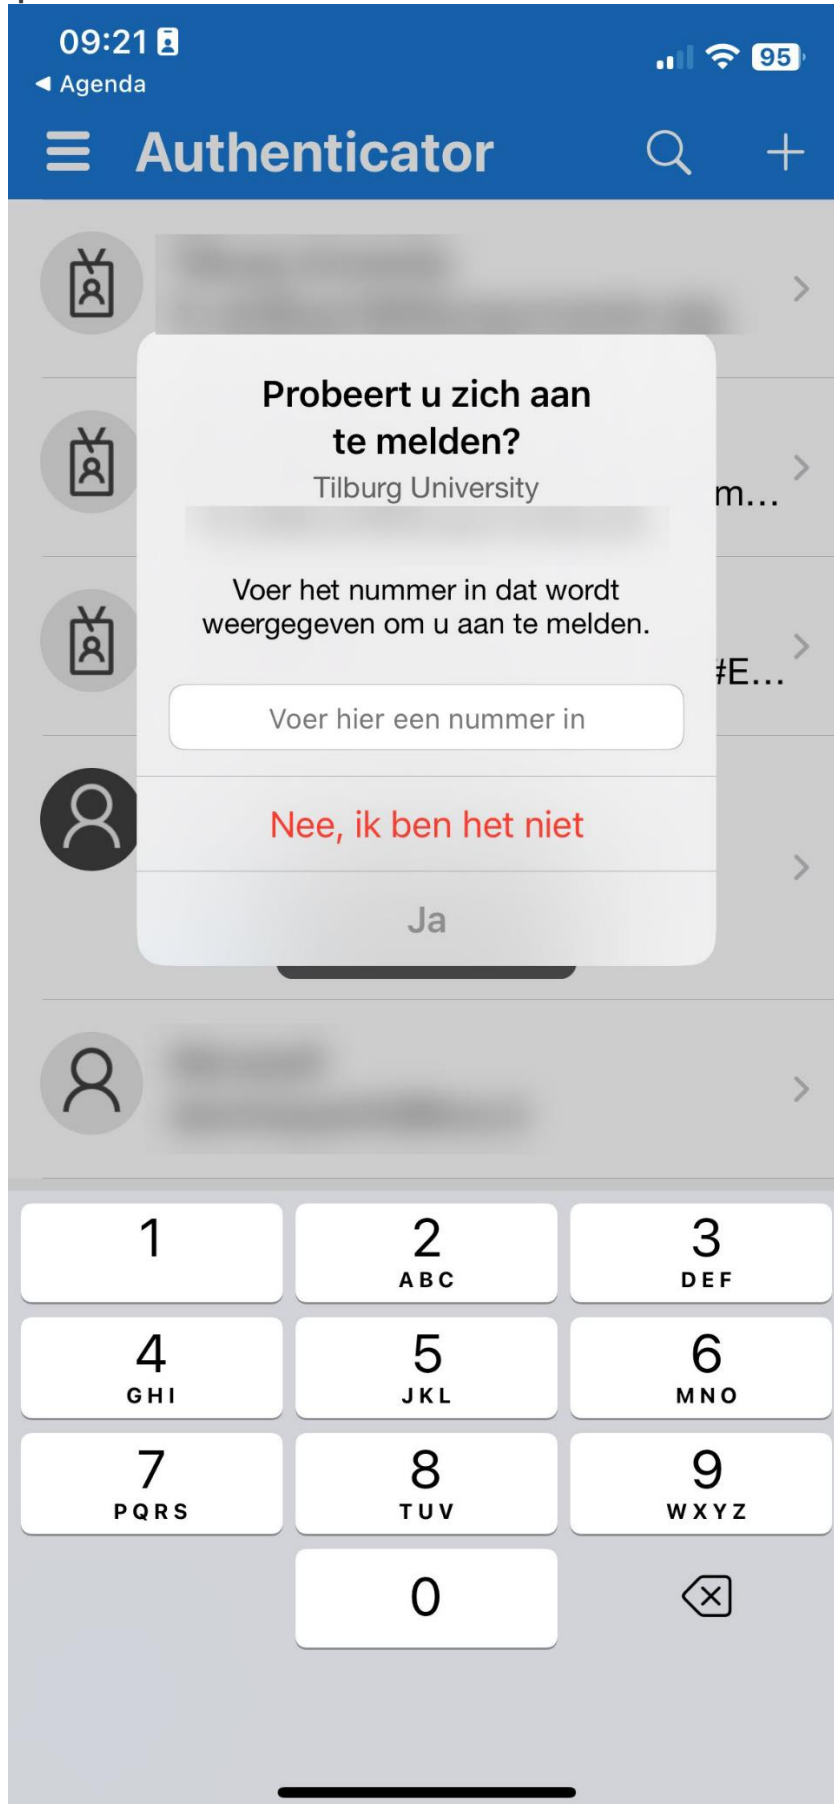 09:21
95
◀ Agenda
Authenticator
Probeert u zich aan
te melden?
Tilburg University
m...
Voer het nummer in dat wordt
weergegeven om u aan te melden.
#E...
Voer hier een nummer in
Nee, ik ben het niet
Ja
1
2
ABC
3
DEF
4
GHI
5
JKL
6
MNO
7
PQRS
8
TUV
9
WXYZ
0